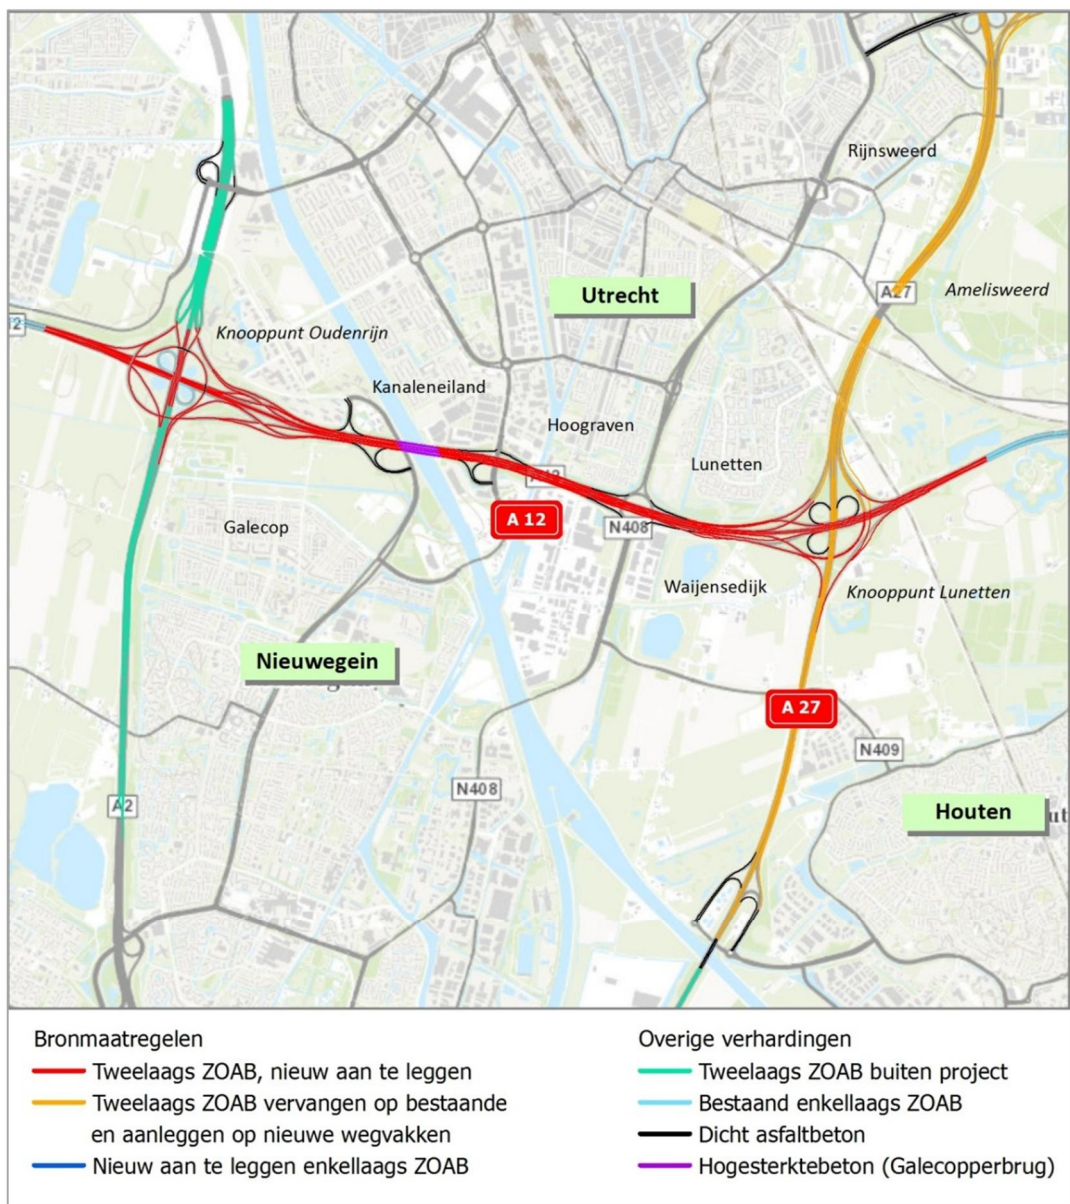 Rijnsweerd
Utrecht
A27
Amelisweerd
2
Knooppunt Oudenrijn
Kanaleneiland
Hoograven
Lunetten
A 12
N408
Galecop
Waijensedijk
Knooppunt Lunetten
Nieuwegein
A 27
N409
N408
A2
Houten
Bronmaatregelen
Tweelaags ZOAB, nieuw aan te leggen
Tweelaags ZOAB vervangen op bestaande
en aanleggen op nieuwe wegvakken
Nieuw aan te leggen enkellaags ZOAB
Overige verhardingen
Tweelaags ZOAB buiten project
Bestaand enkellaags ZOAB
Dicht asfaltbeton
Hogesterktebeton (Galecopperbrug)